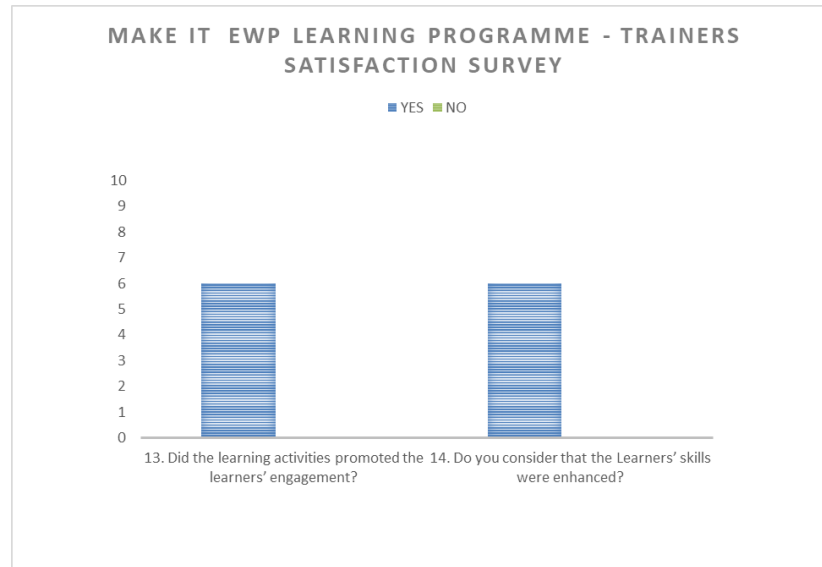 MAKE IT EWP LEARNING PROGRAMME - TRAINERS
SATISFACTION SURVEY
YES NO
10
9
8
7
6
5
4
3
2
1
0
13. Did the learning activities promoted the
learners’ engagement?
14. Do you consider that the Learners’ skills
were enhanced?